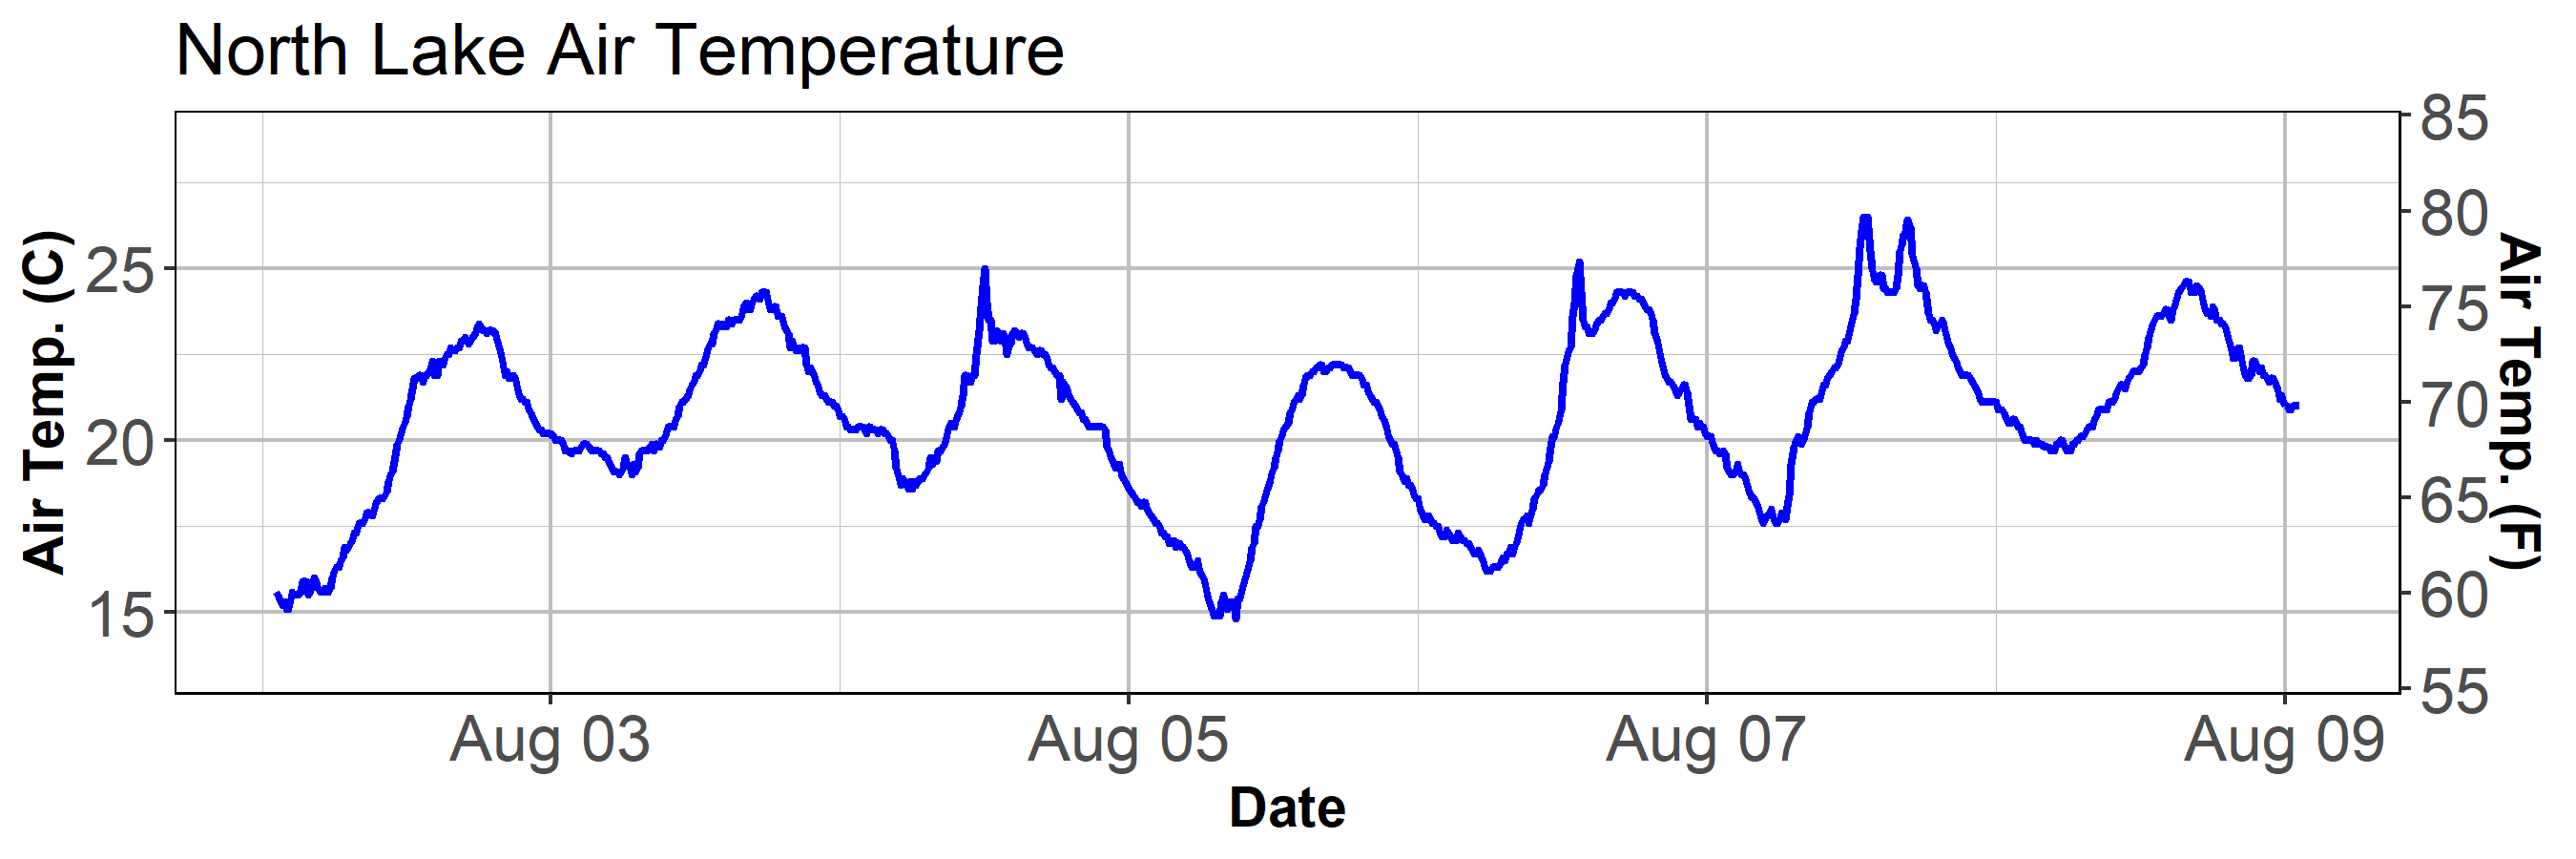 North Lake Air Temperature
Air Temp. (C)
25
20
15
85
80
75
70
65
60
55
Air Temp. (F)
Aug 03
Aug 05
Aug 07
Aug 09
Date